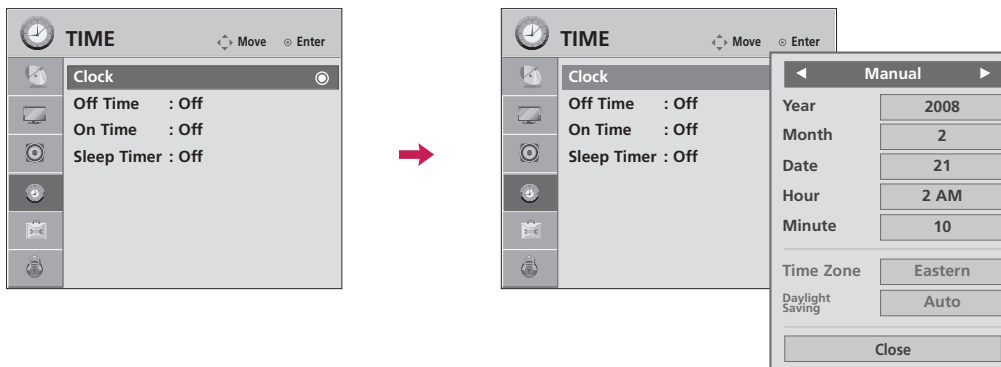 TIME Move Enter
Clock
Off Time : Off
On Time : Off
Sleep Timer : Off
TIME Move Enter
Clock
Off Time : Off
On Time : Off
Sleep Timer : Off
Manual
Year 2008
Month 2
Date 21
Hour 2 AM
Minute 10
Time Zone Eastern
Daylight
Saving Auto
Close